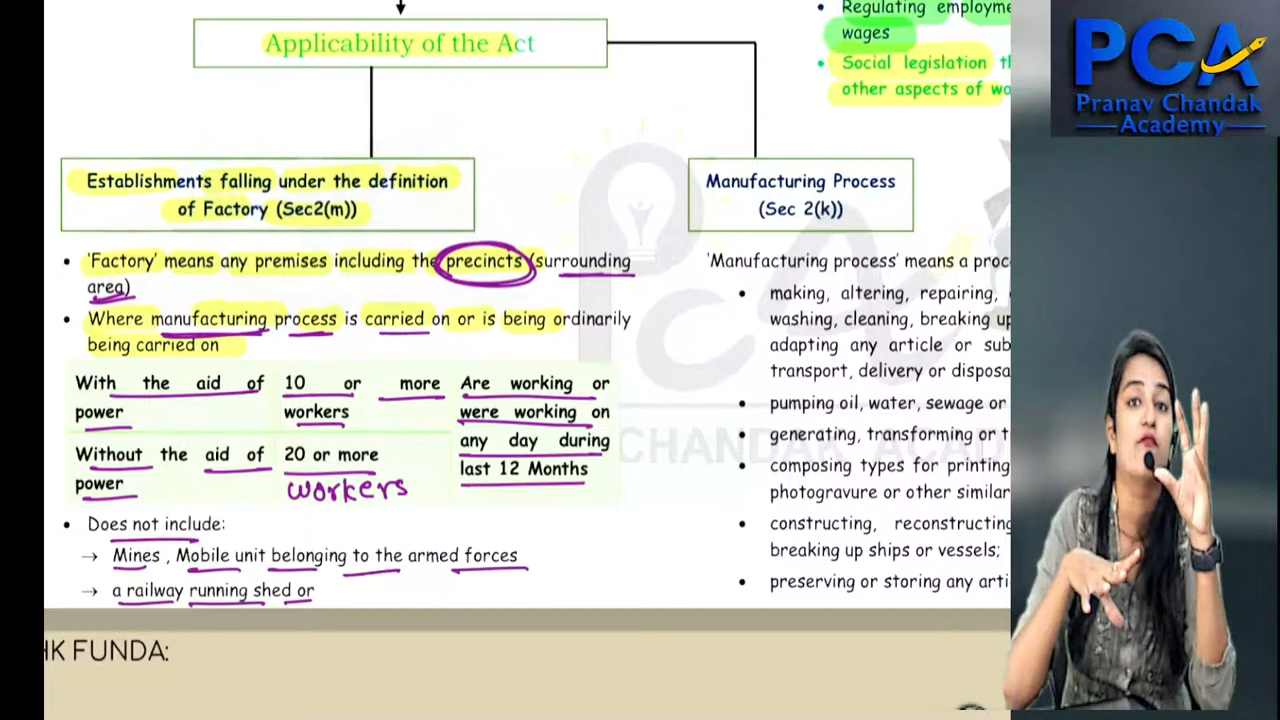 Applicability of the Act
Regulating employme
wages
Social legislation th
other aspects of wo
PCA
Pranav Chandak
Academy
Establishments falling under the definition
of Factory (Sec2(m))
• 'Factory' means any premises including the precincts (surrounding
area)
• Where manufacturing process is carried on or is being ordinarily
being carried on
With the aid of
power
10 or more
workers
Are working or
were working on
any day during
last 12 Months
Without the aid of
power
20 or more
workers
• Does not include:
→ Mines , Mobile unit belonging to the armed forces
→ a railway running shed or
Manufacturing Process
(Sec 2(k))
'Manufacturing process' means a proc
• making, altering, repairing,
washing, cleaning, breaking up
adapting any article or sub
transport, delivery or disposa
• pumping oil, water, sewage or
• generating, transforming or t
• composing types for printing
photogravure or other similar
• constructing, reconstructing
breaking up ships or vessels;
• preserving or storing any arti
CHANDAK ACAD
HK FUNDA: